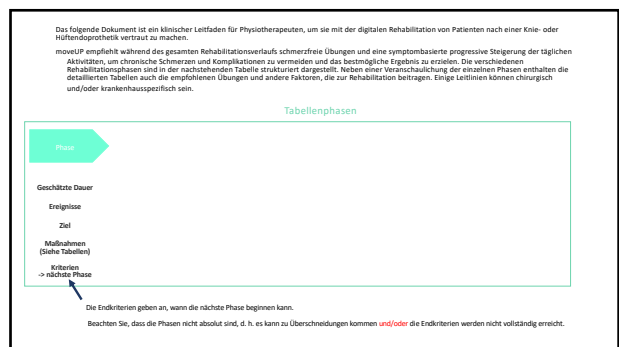 Das folgende Dokument ist ein klinischer Leitfaden für Physiotherapeuten, um sie mit der digitalen Rehabilitation von Patienten nach einer Knie- oder
Hüftendoprothetik vertraut zu machen.
moveUP empfiehlt während des gesamten Rehabilitationsverlaufs schmerzfreie Übungen und eine symptombasierte progressive Steigerung der täglichen
Aktivitäten, um chronische Schmerzen und Komplikationen zu vermeiden und das bestmögliche Ergebnis zu erzielen. Die verschiedenen
Rehabilitationsphasen sind in der nachstehenden Tabelle strukturiert dargestellt. Neben einer Veranschaulichung der einzelnen Phasen enthalten die
detaillierten Tabellen auch die empfohlenen Übungen und andere Faktoren, die zur Rehabilitation beitragen. Einige Leitlinien können chirurgisch
und/oder krankenhausspezifisch sein.
Tabellenphasen
Phase
Geschätzte Dauer
Ereignisse
Ziel
Maßnahmen
(Siehe Tabellen)
Kriterien
-> nächste Phase
Die Endkriterien geben an, wann die nächste Phase beginnen kann.
Beachten Sie, dass die Phasen nicht absolut sind, d. h. es kann zu Überschneidungen kommen und/oder die Endkriterien werden nicht vollständig erreicht.